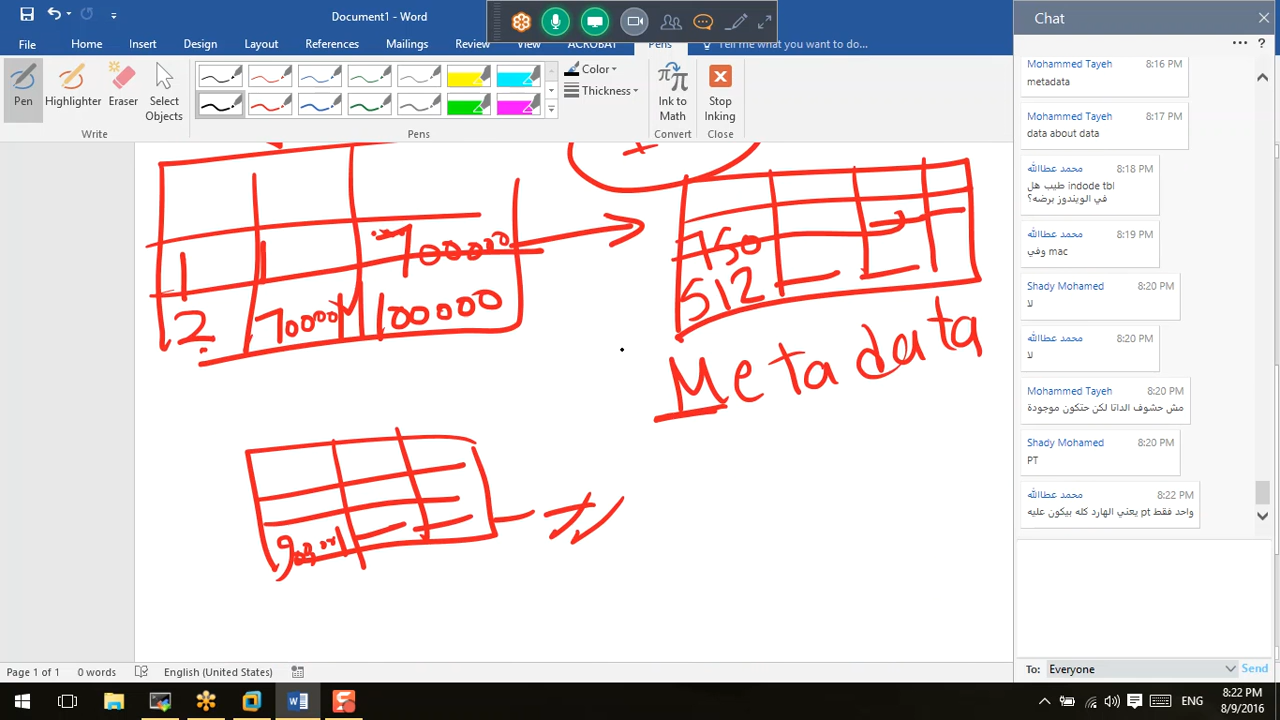 Document1 - Word
File
Home
Insert
Design
Layout
References
Mailings
Review
View
ACROBAT
Pens
Tell me what you want to do...
Pen
Highlighter
Eraser
Select Objects
Color
Thickness
Ink to Math
Stop Inking
Write
Pens
Convert
Close
1
1
700000
2
700001
100000
750
512
Metadata
Chat
Mohammed Tayeh 8:16 PM
metadata
Mohammed Tayeh 8:17 PM
data about data
محمد عطاالله 8:18 PM
طيب هل indode tbl
في الويندوز برضه؟
محمد عطاالله 8:19 PM
وفي mac
Shady Mohamed 8:20 PM
لا
Shady Mohamed 8:20 PM
لا
Mohammed Tayeh 8:20 PM
مش حشوف الداتا لكن حتكون موجودة
Shady Mohamed 8:20 PM
PT
محمد عطاالله 8:22 PM
واحد فقط pt يعني الهارد كله بيكون عليه
To: Everyone
Send
Page 1 of 1
0 words
English (United States)
ENG
8:22 PM
8/9/2016